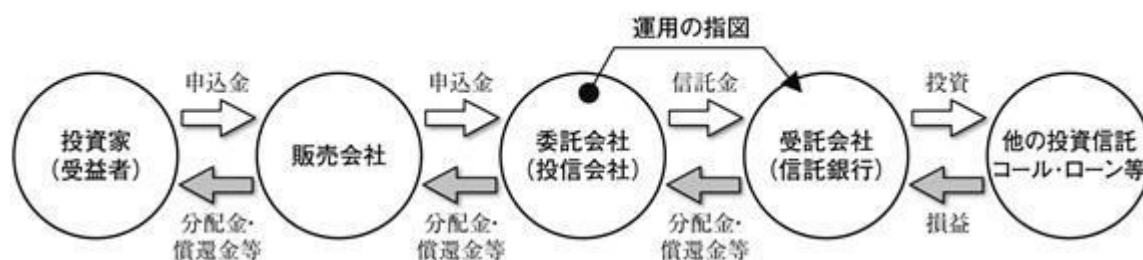 運用の指図
申込金
申込金
信託金
投資
投資家
(受益者)
販売会社
委託会社
(投信会社)
受託会社
(信託銀行)
他の投資信託
コール・ローン等
分配金・
償還金等
分配金・
償還金等
分配金・
償還金等
損益